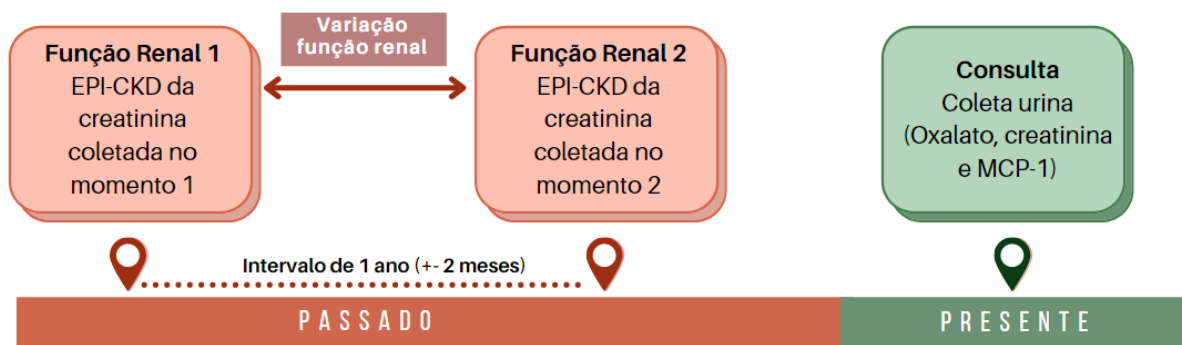 Variação
função renal
Função Renal 1
EPI-CKD da
creatinina
coletada no
momento 1
Função Renal 2
EPI-CKD da
creatinina
coletada no
momento 2
Consulta
Coleta urina
(Oxalato, creatinina
e MCP-1)
Intervalo de 1 ano (+- 2 meses)
PASSADO
PRESENTE